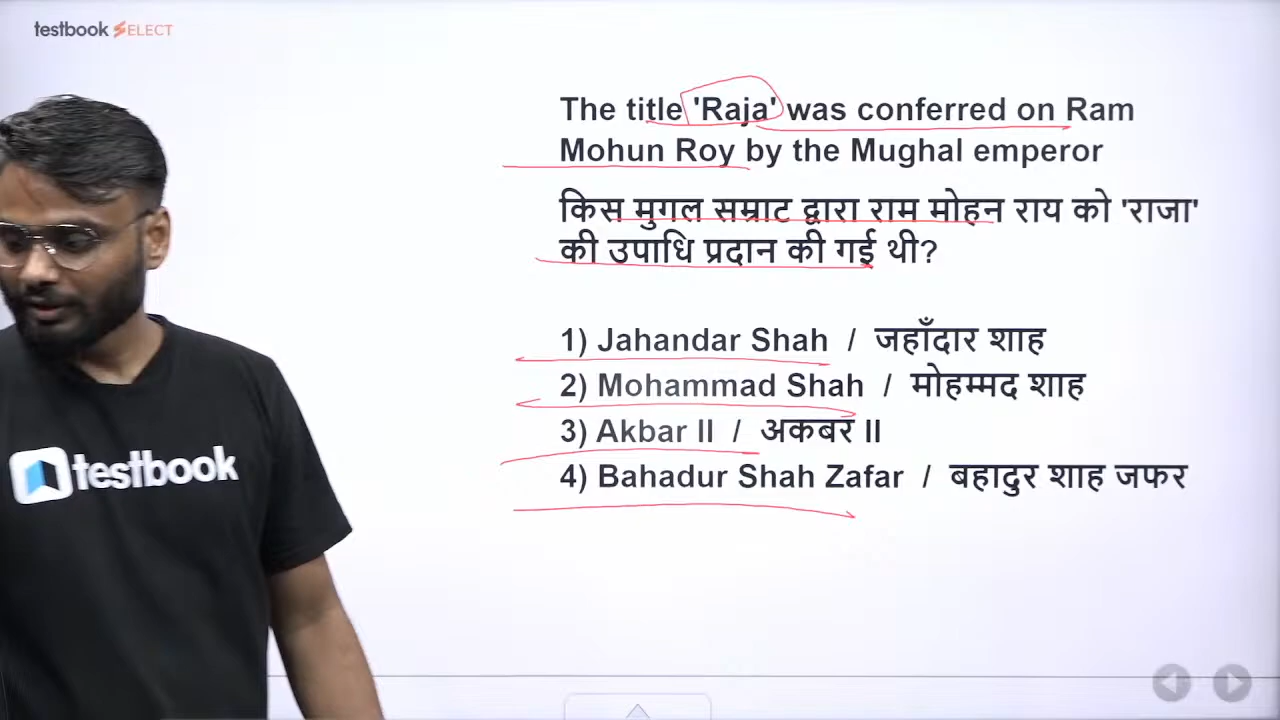 testbook SELECT
The title 'Raja' was conferred on Ram
Mohun Roy by the Mughal emperor
किस मुगल सम्राट द्वारा राम मोहन राय को 'राजा'
की उपाधि प्रदान की गई थी?
1) Jahandar Shah / जहाँदार शाह
2) Mohammad Shah / मोहम्मद शाह
3) Akbar II / अकबर II
4) Bahadur Shah Zafar / बहादुर शाह जफर
testbook